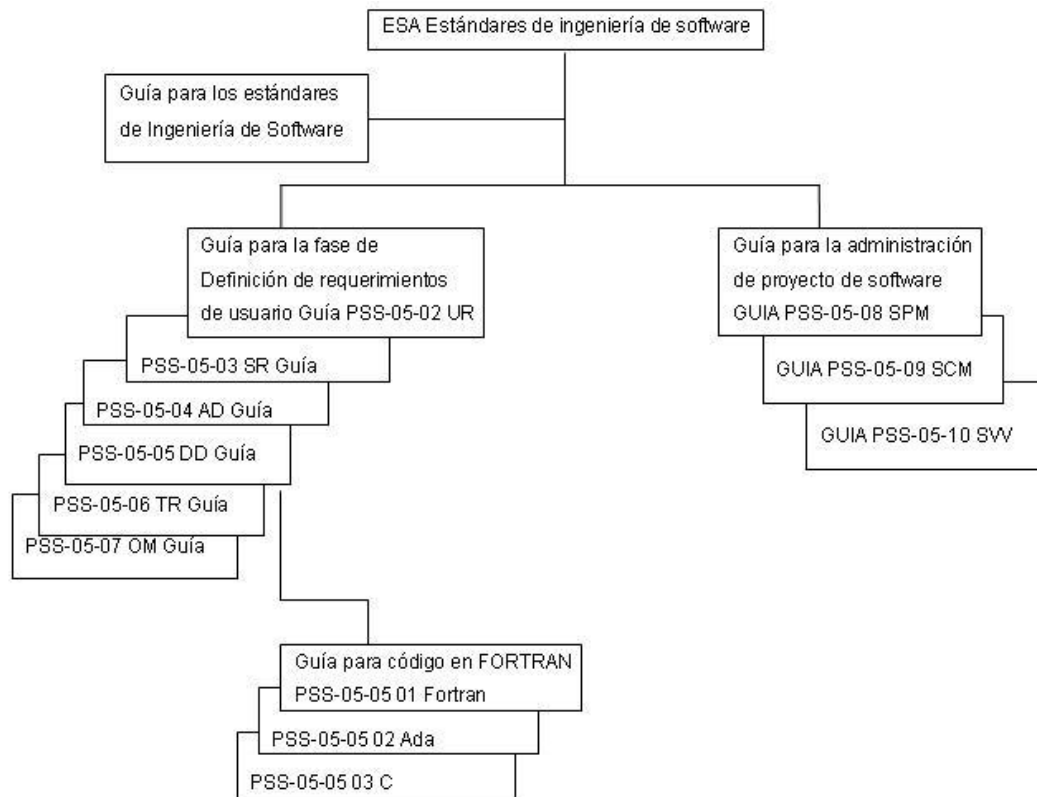 ESA Estándares de ingeniería de software
Guía para los estándares
de Ingeniería de Software
Guía para la fase de
Definición de requerimientos
de usuario Guía PSS-05-02 UR
PSS-05-03 SR Guía
PSS-05-04 AD Guía
PSS-05-05 DD Guía
PSS-05-06 TR Guía
PSS-05-07 OM Guía
Guía para la administración
de proyecto de software
GUIA PSS-05-08 SPM
GUIA PSS-05-09 SCM
GUIA PSS-05-10 SVV
Guía para código en FORTRAN
PSS-05-05 01 Fortran
PSS-05-05 02 Ada
PSS-05-05 03 C